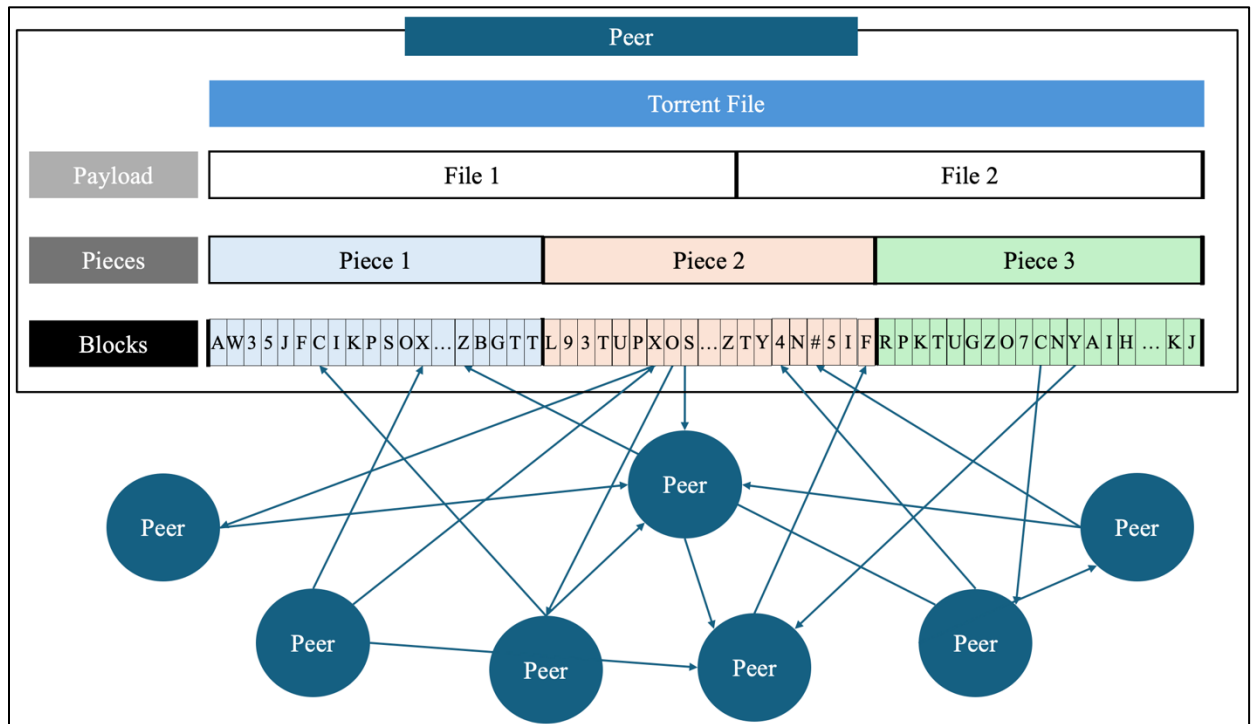 Peer
Torrent File
Payload File 1 File 2
Pieces Piece 1 Piece 2 Piece 3
Blocks A W 3 5 J F C I K P S O X ... Z B G T T L 9 3 T U P X O S ... Z T Y 4 N # 5 I F R P K T U G Z O 7 C N Y A I H ... K J
Peer
Peer
Peer
Peer
Peer
Peer
Peer